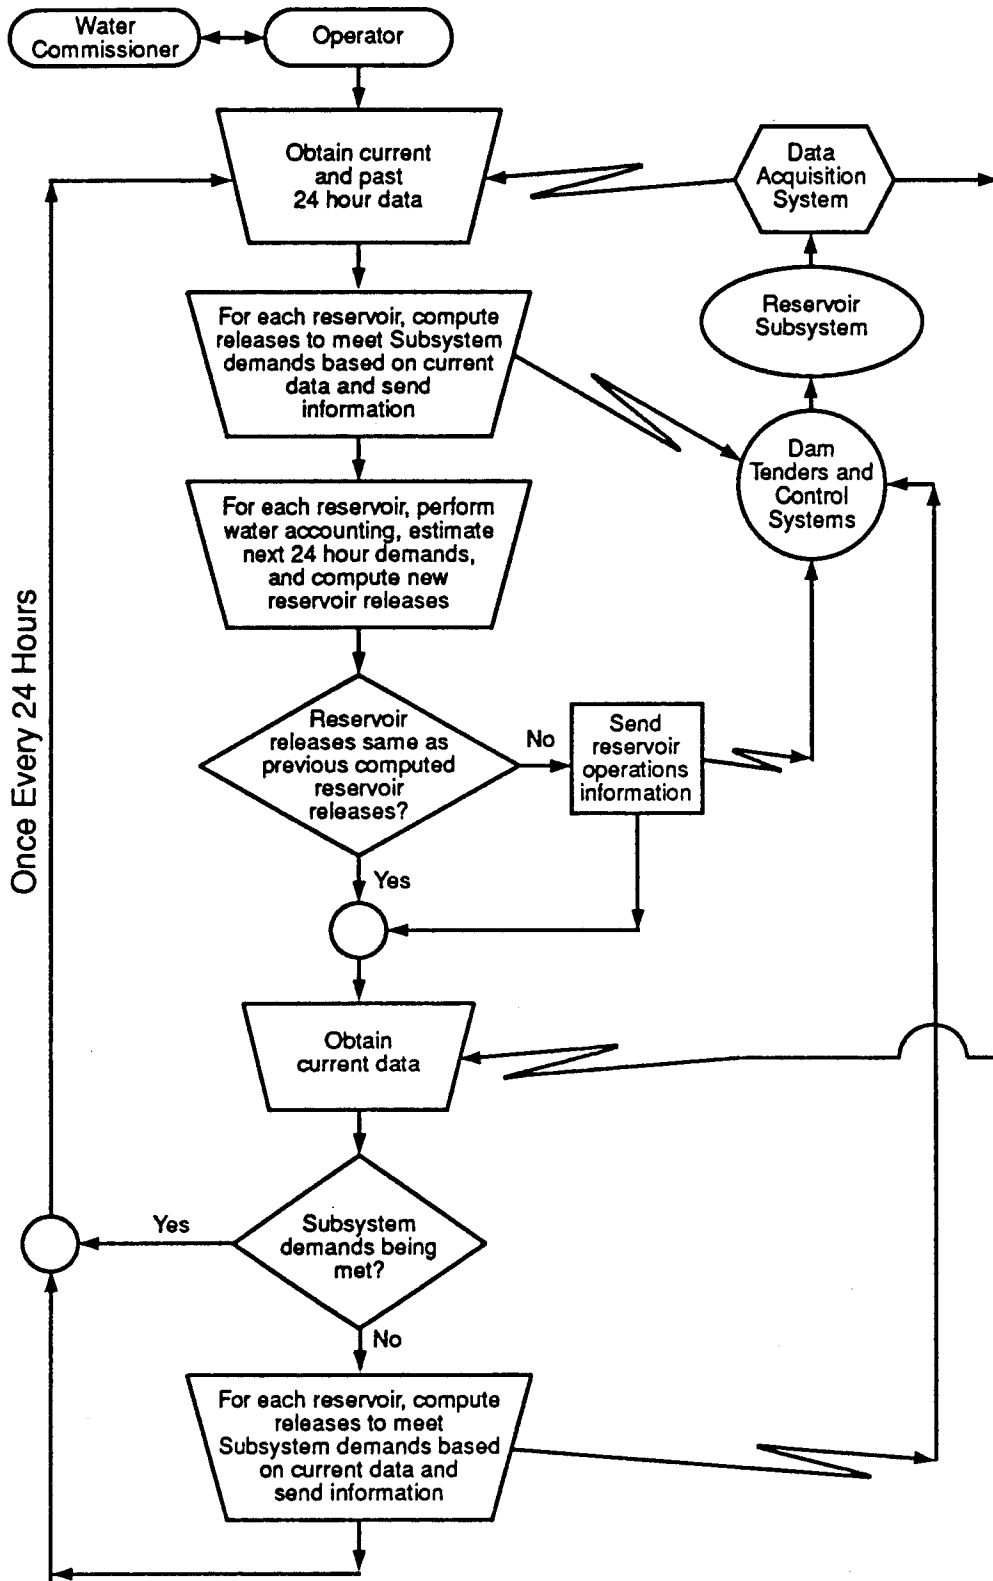 Water
Commissioner
Operator
Obtain current
and past
24 hour data
Data
Acquisition
System
For each reservoir, compute
releases to meet Subsystem
demands based on current
data and send
information
Reservoir
Subsystem
Dam
Tenders and
Control
Systems
For each reservoir, perform
water accounting, estimate
next 24 hour demands,
and compute new
reservoir releases
Once Every 24 Hours
Reservoir
releases same as
previous computed
reservoir
releases?
No
Send
reservoir
operations
information
Yes
Obtain
current data
Subsystem
demands being
met?
Yes
No
For each reservoir, compute
releases to meet
Subsystem demands based
on current data and
send information